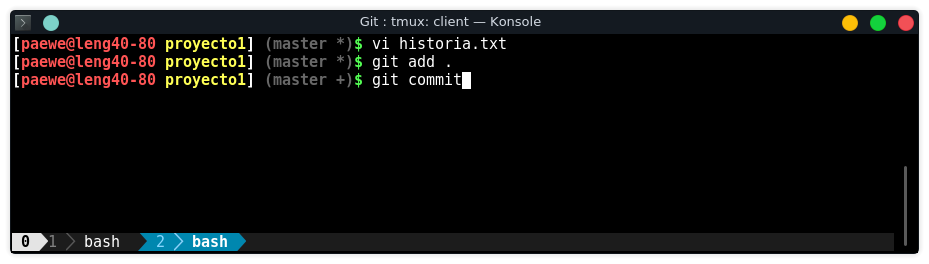 Git : tmux: client — Konsole
[paewe@leng40-80 proyecto1] (master *)$ vi historia.txt
[paewe@leng40-80 proyecto1] (master *)$ git add .
[paewe@leng40-80 proyecto1] (master +)$ git commit
0 1 bash 2 bash